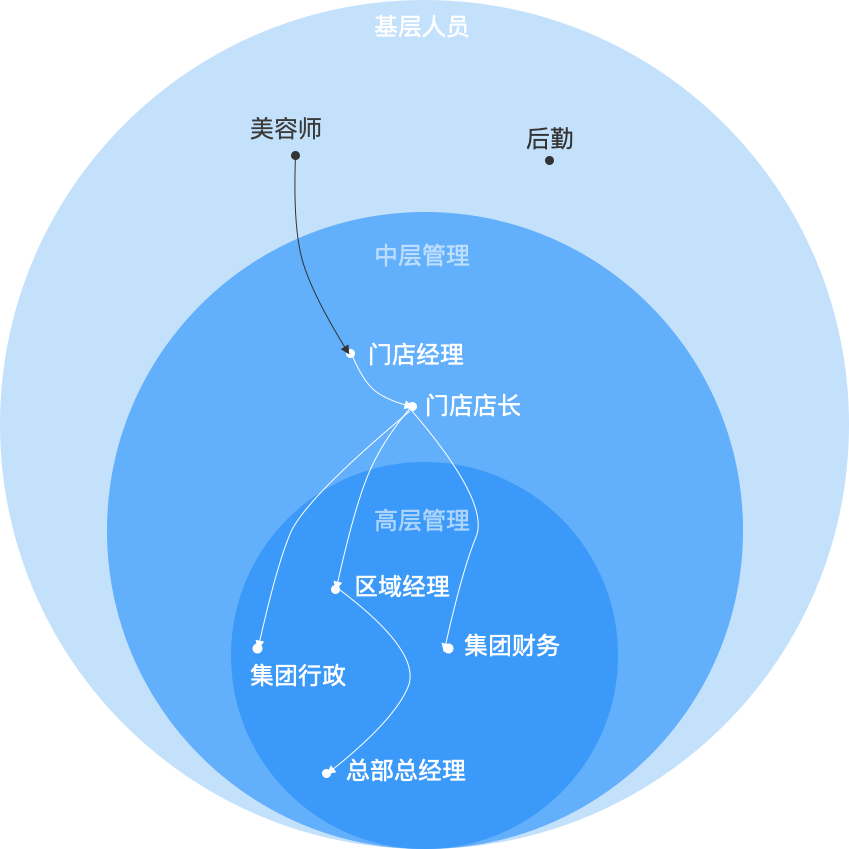 基层人员
美容师
后勤
中层管理
门店经理
门店店长
高层管理
区域经理
集团财务
集团行政
总部总经理